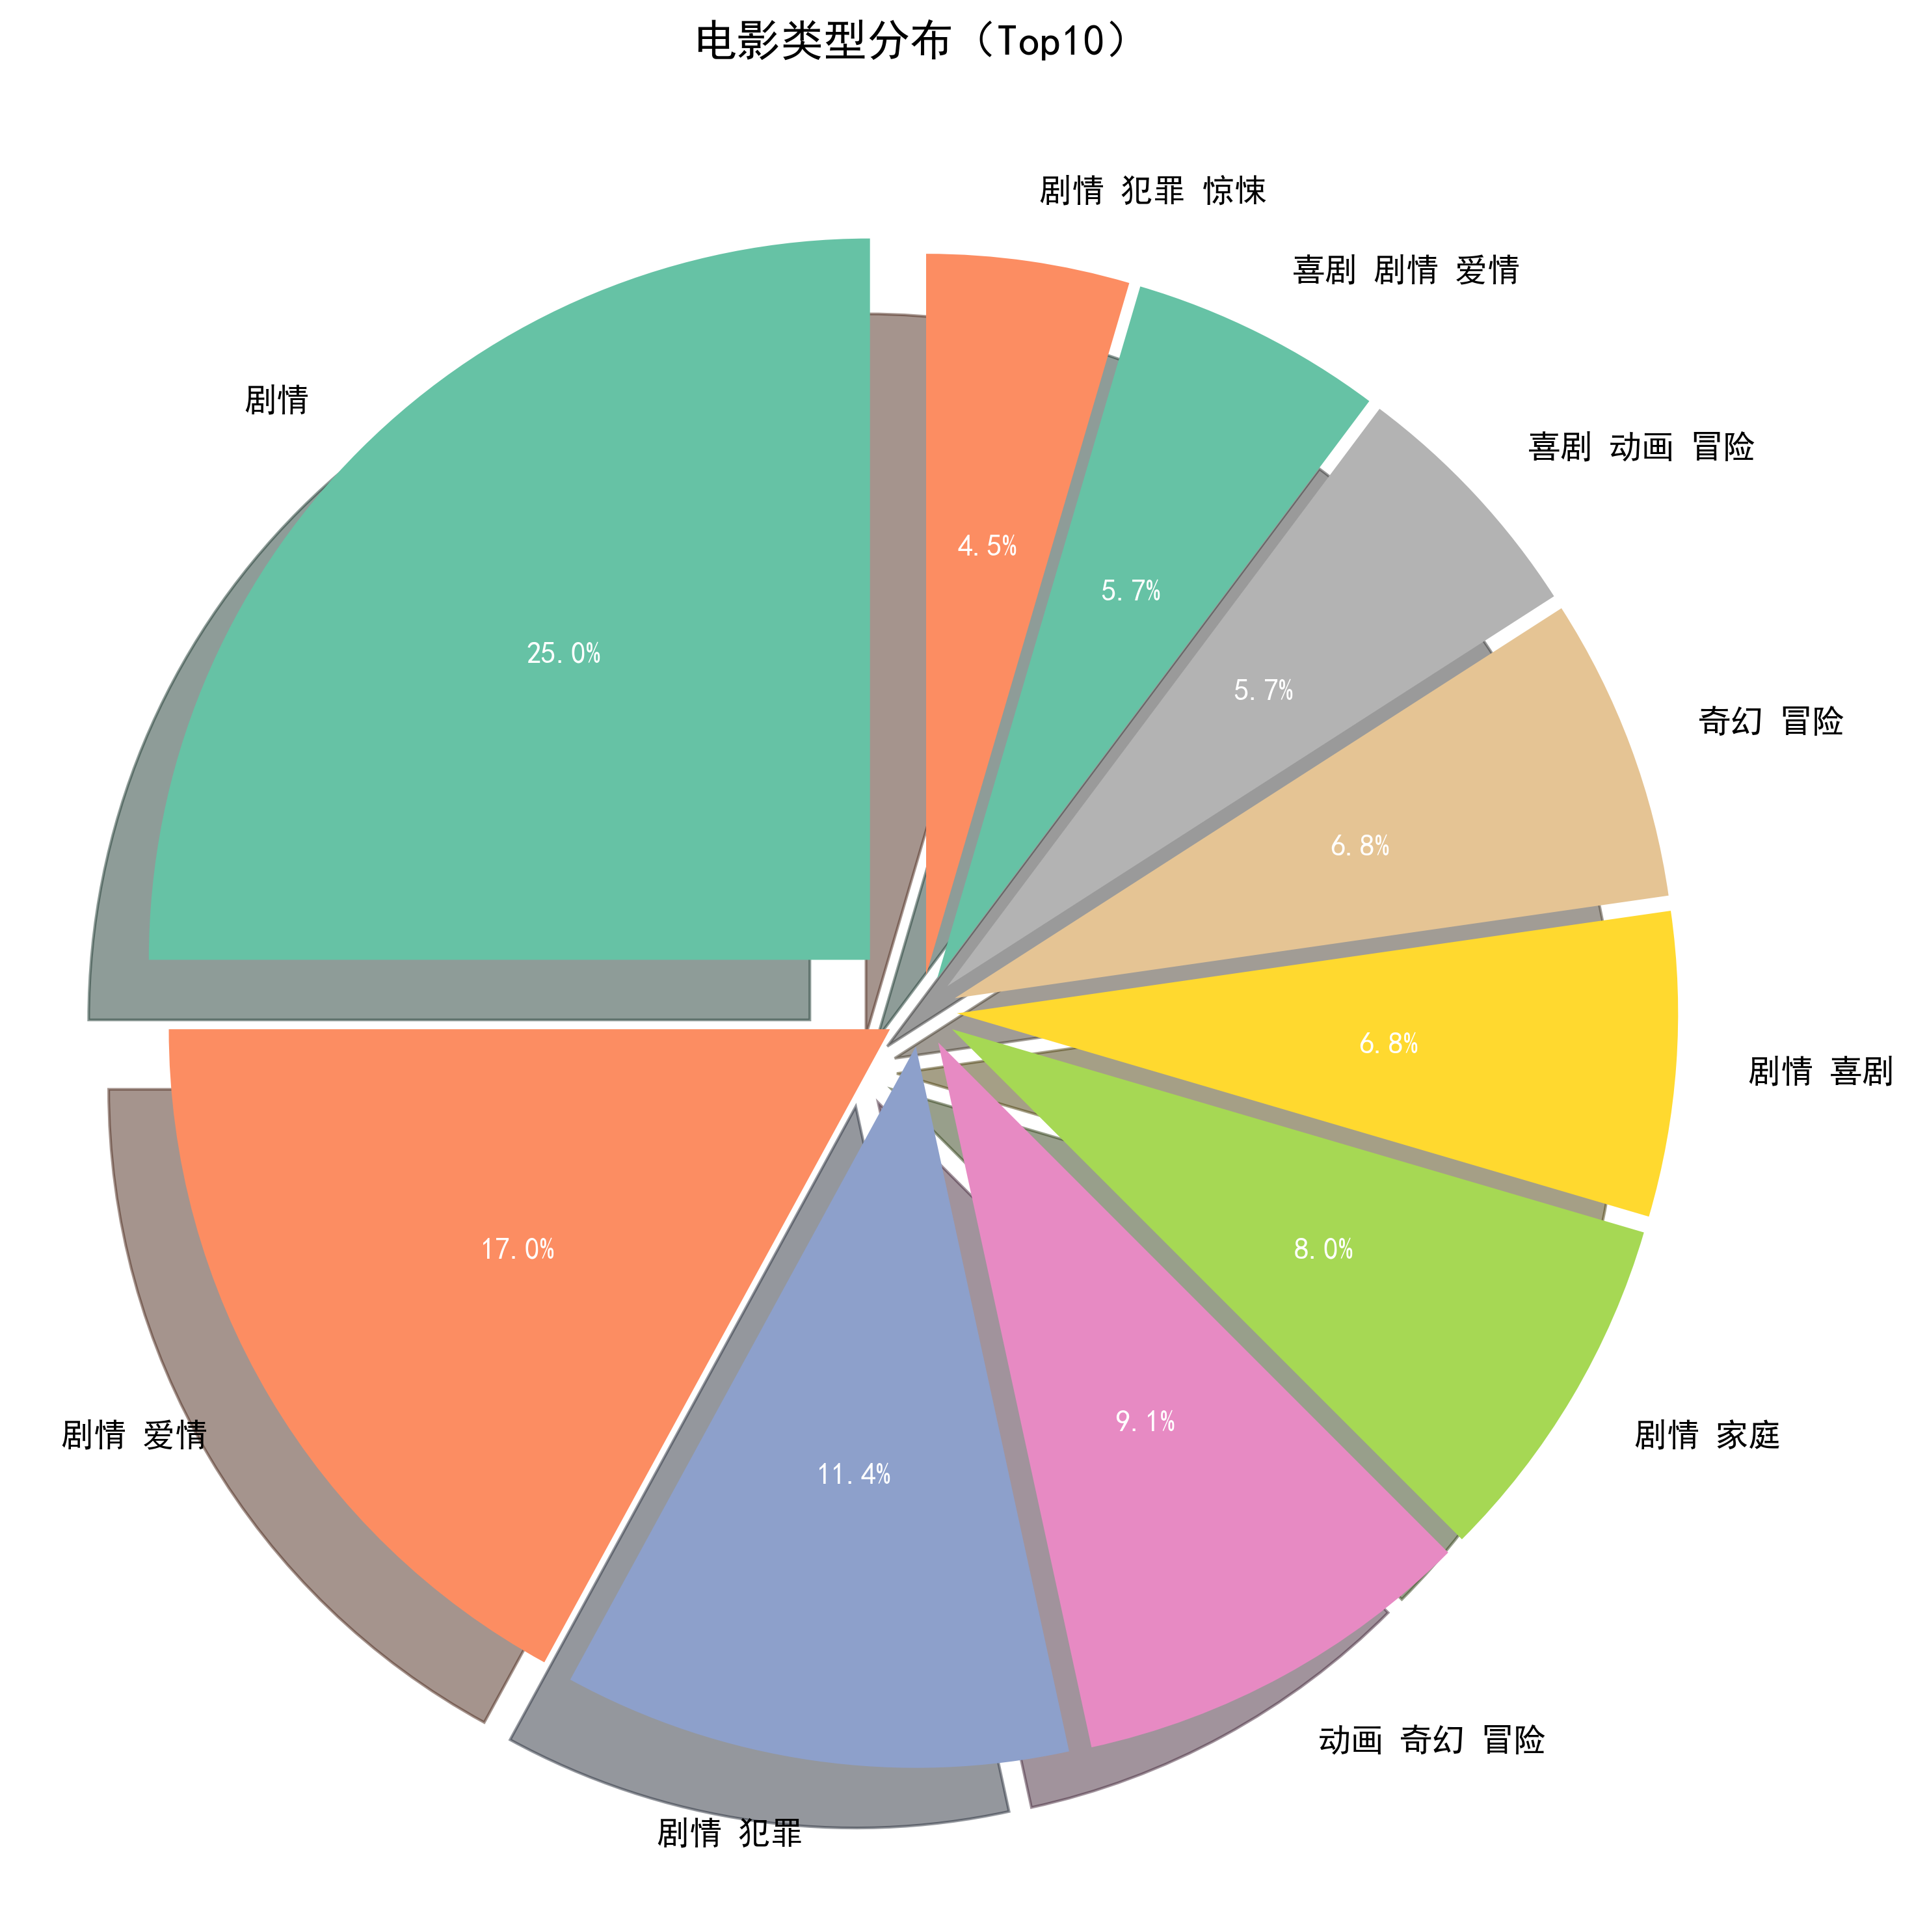 电影类型分布（Top10）
剧情 犯罪 惊悚
喜剧 剧情 爱情
剧情
喜剧 动画 冒险
4.5%
5.7%
25.0%
5.7%
奇幻 冒险
6.8%
6.8%
剧情 喜剧
17.0%
8.0%
9.1%
剧情 爱情
剧情 家庭
11.4%
动画 奇幻 冒险
剧情 犯罪